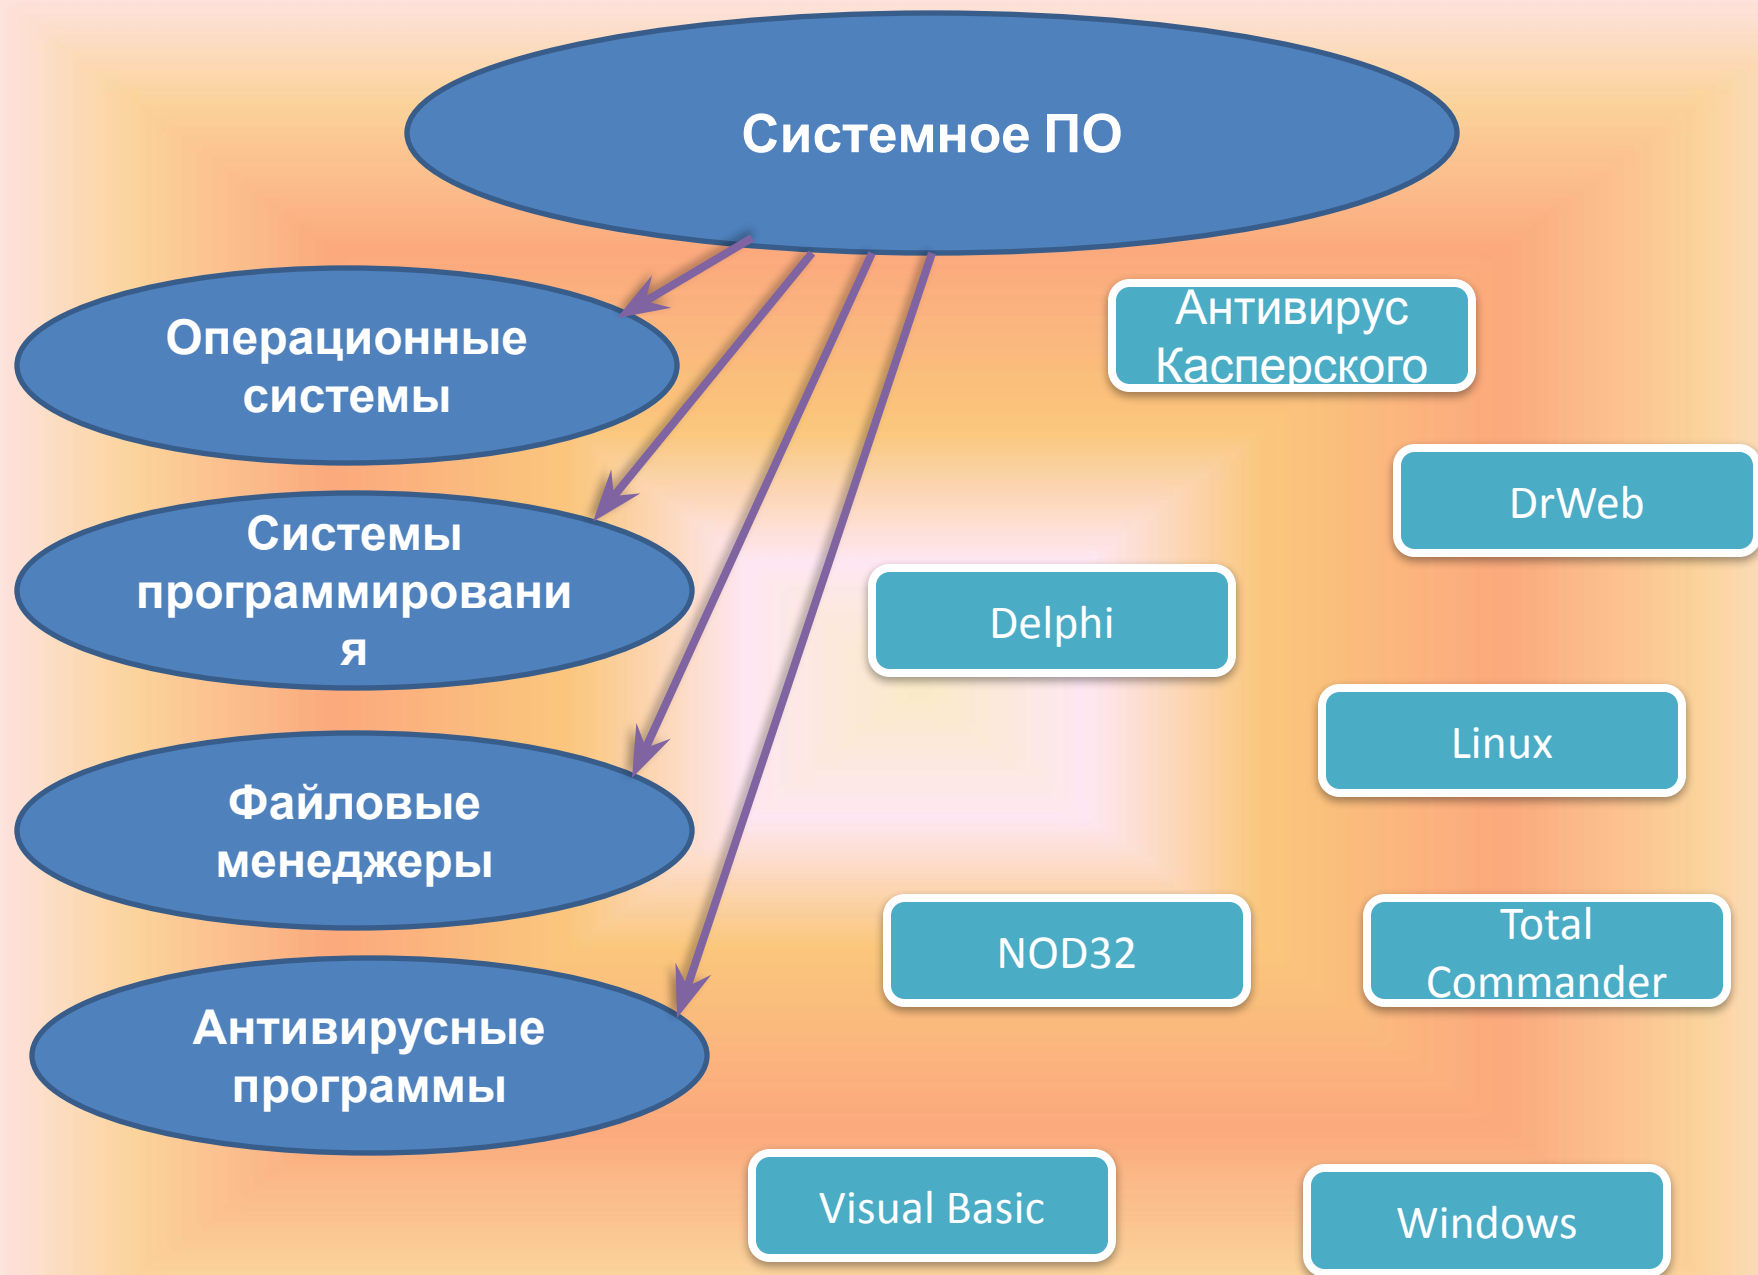 Системное ПО
Операционные
системы
Системы
программировани
я
Файловые
менеджеры
Антивирусные
программы
Антивирус
Касперского
DrWeb
Delphi
Linux
NOD32
Total
Commander
Visual Basic
Windows